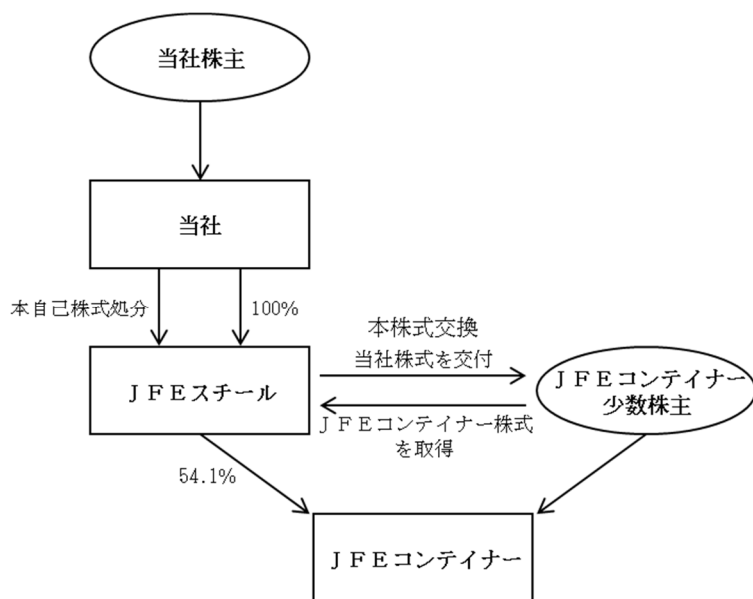 当社株主
当社
本自己株式処分
100%
本株式交換
当社株式を交付
ＪＦＥスチール
ＪＦＥコンテイナー
少数株主
ＪＦＥコンテイナー株式
を取得
54.1%
ＪＦＥコンテイナー